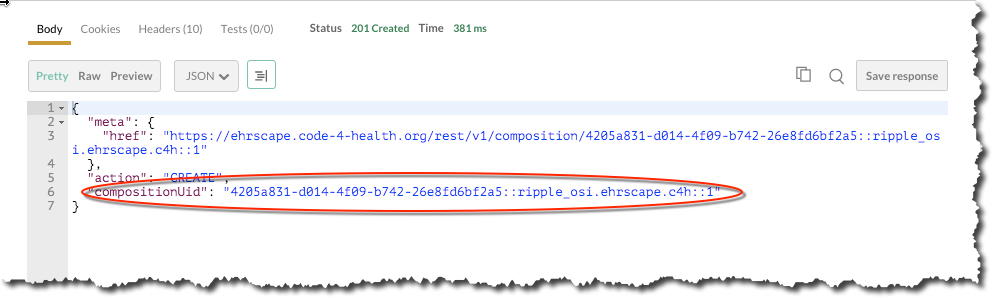 Body Cookies Headers (10) Tests (0/0) Status 201 Created Time 381 ms
Pretty Raw Preview JSON Save response
1 {
2 "meta": {
3 "href": "https://ehrscape.code-4-health.org/rest/v1/composition/4205a831-d014-4f09-b742-26e8fd6bf2a5::ripple_os
i.ehrscape.c4h::1"
4 },
5 "action": "CREATE",
6 "compositionUid": "4205a831-d014-4f09-b742-26e8fd6bf2a5::ripple_osi.ehrscape.c4h::1"
7 }